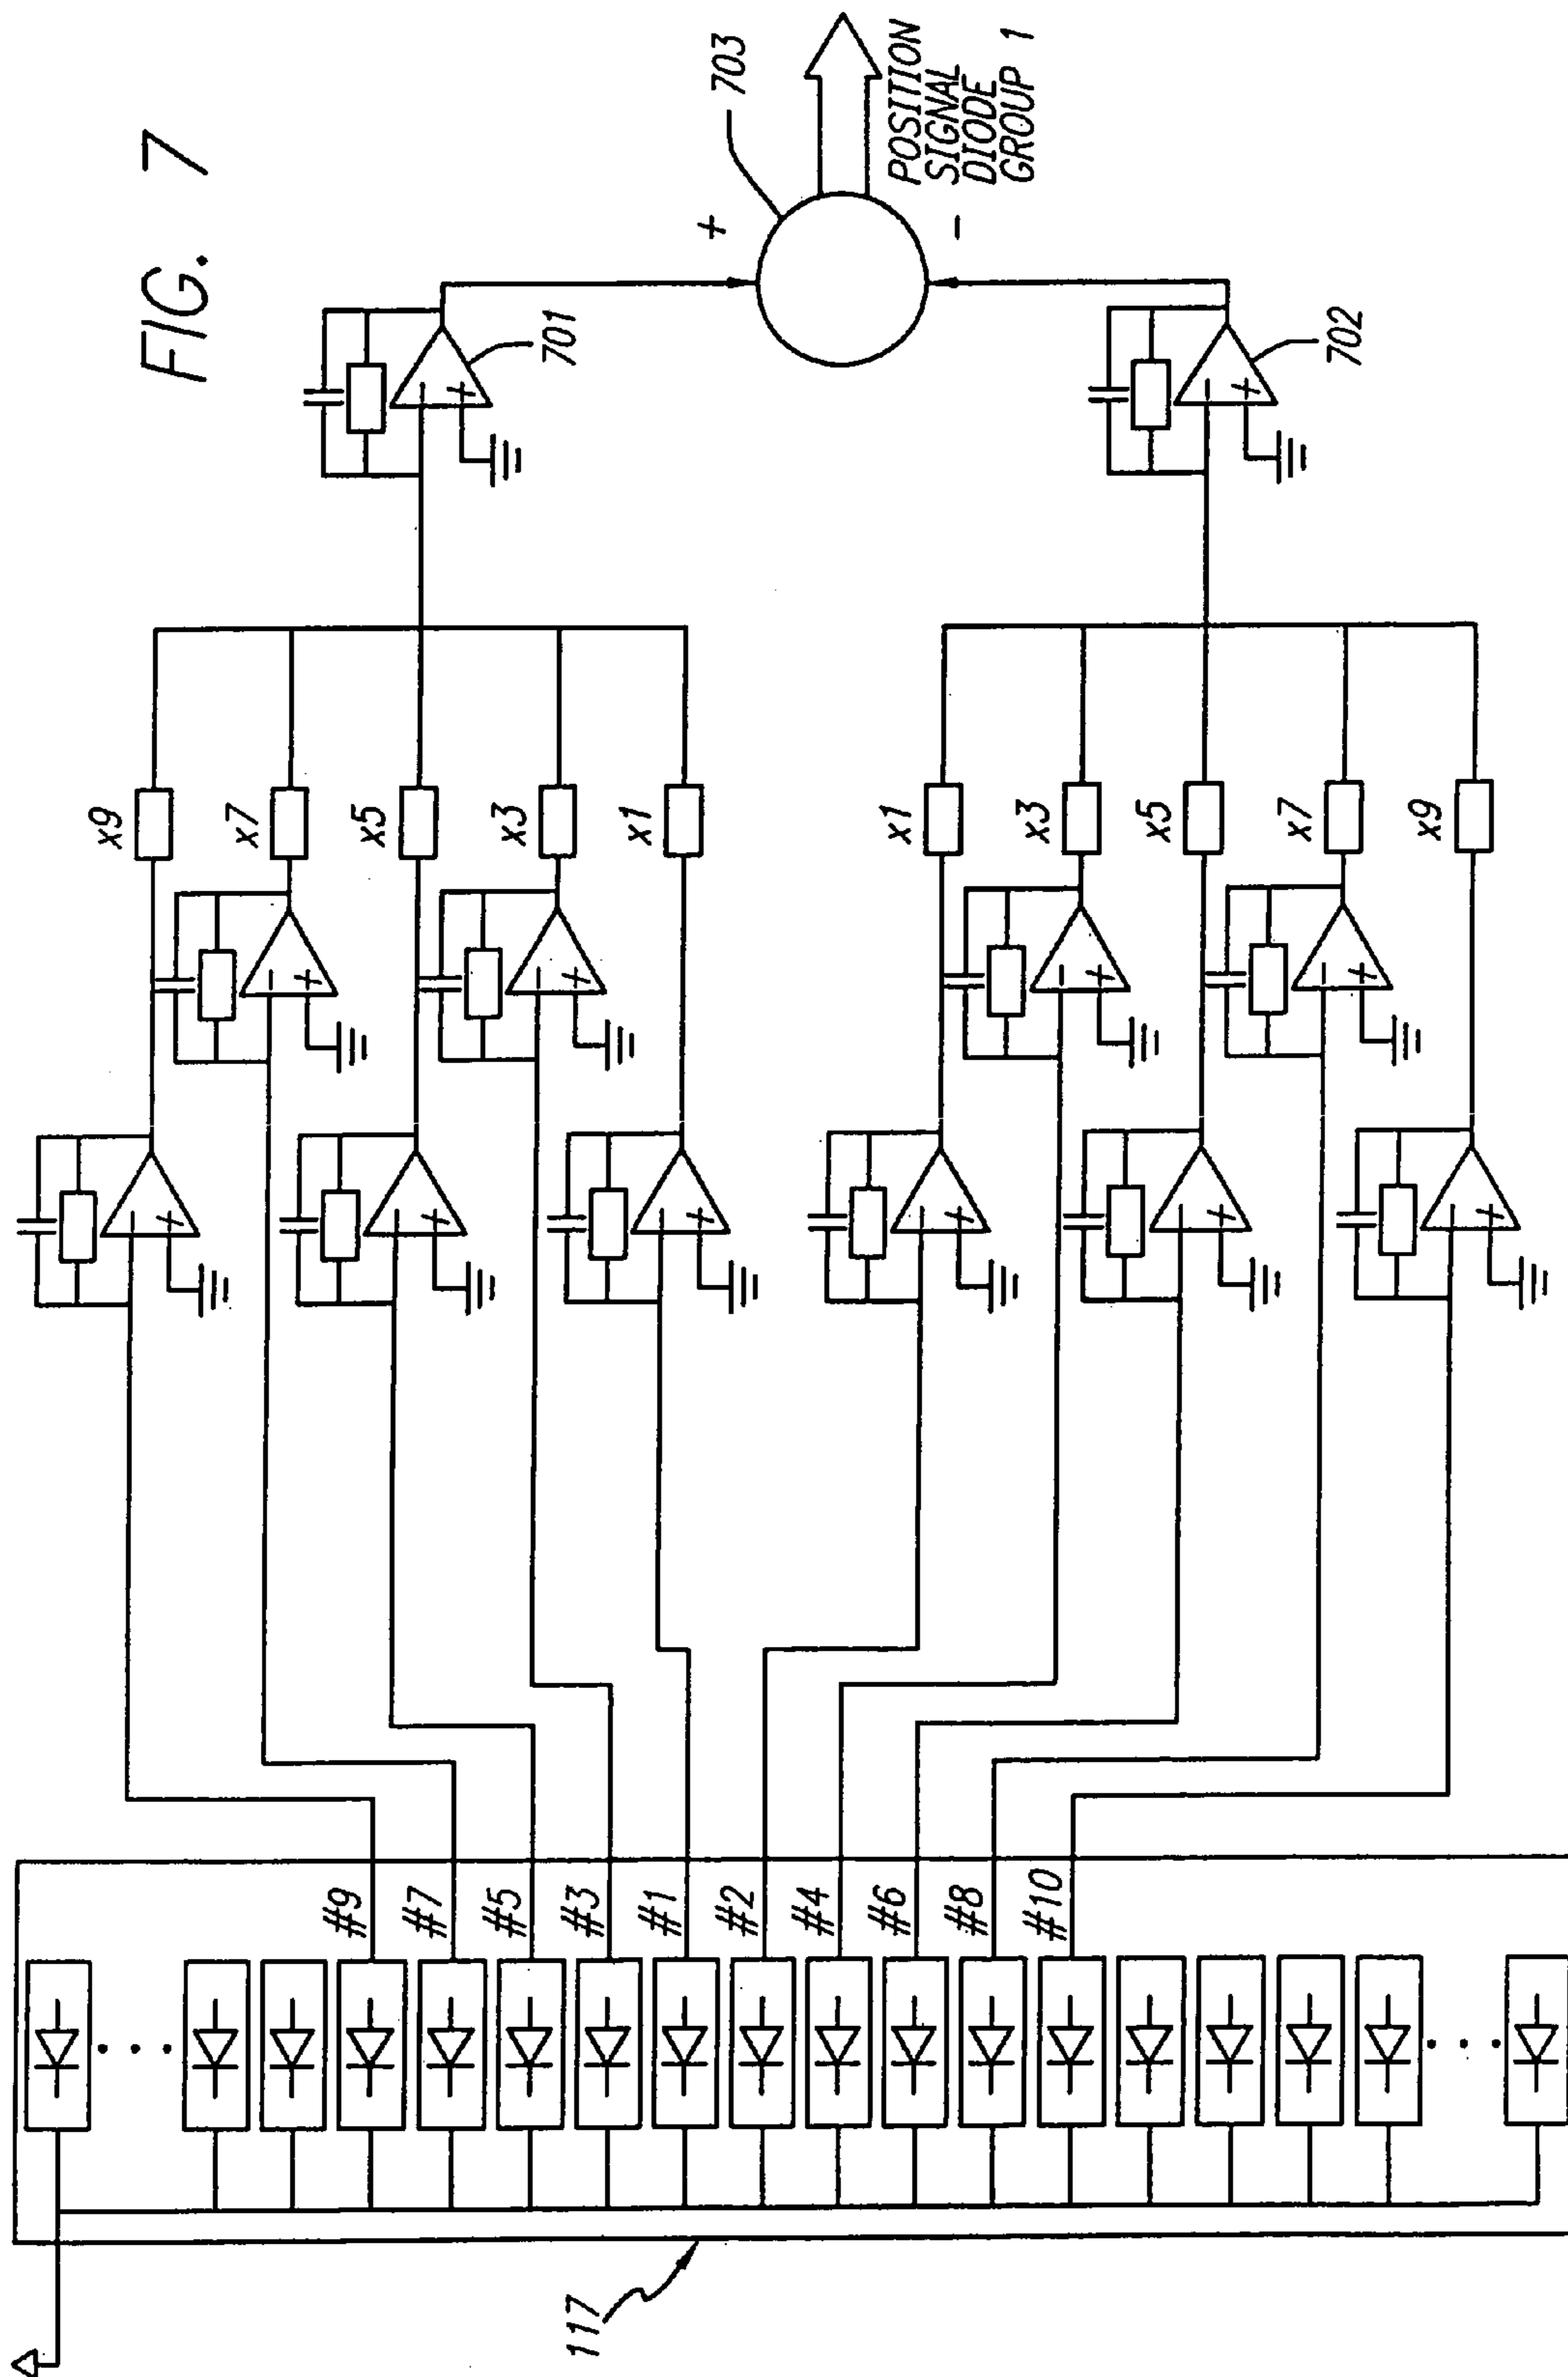 FIG. 7
703
POSITION
SIGNAL
DIODE
GROUP 1
+
-
701
702
x9
x7
x5
x3
x1
x1
x3
x5
x7
x9
#9
#7
#5
#3
#1
#2
#4
#6
#8
#10
117